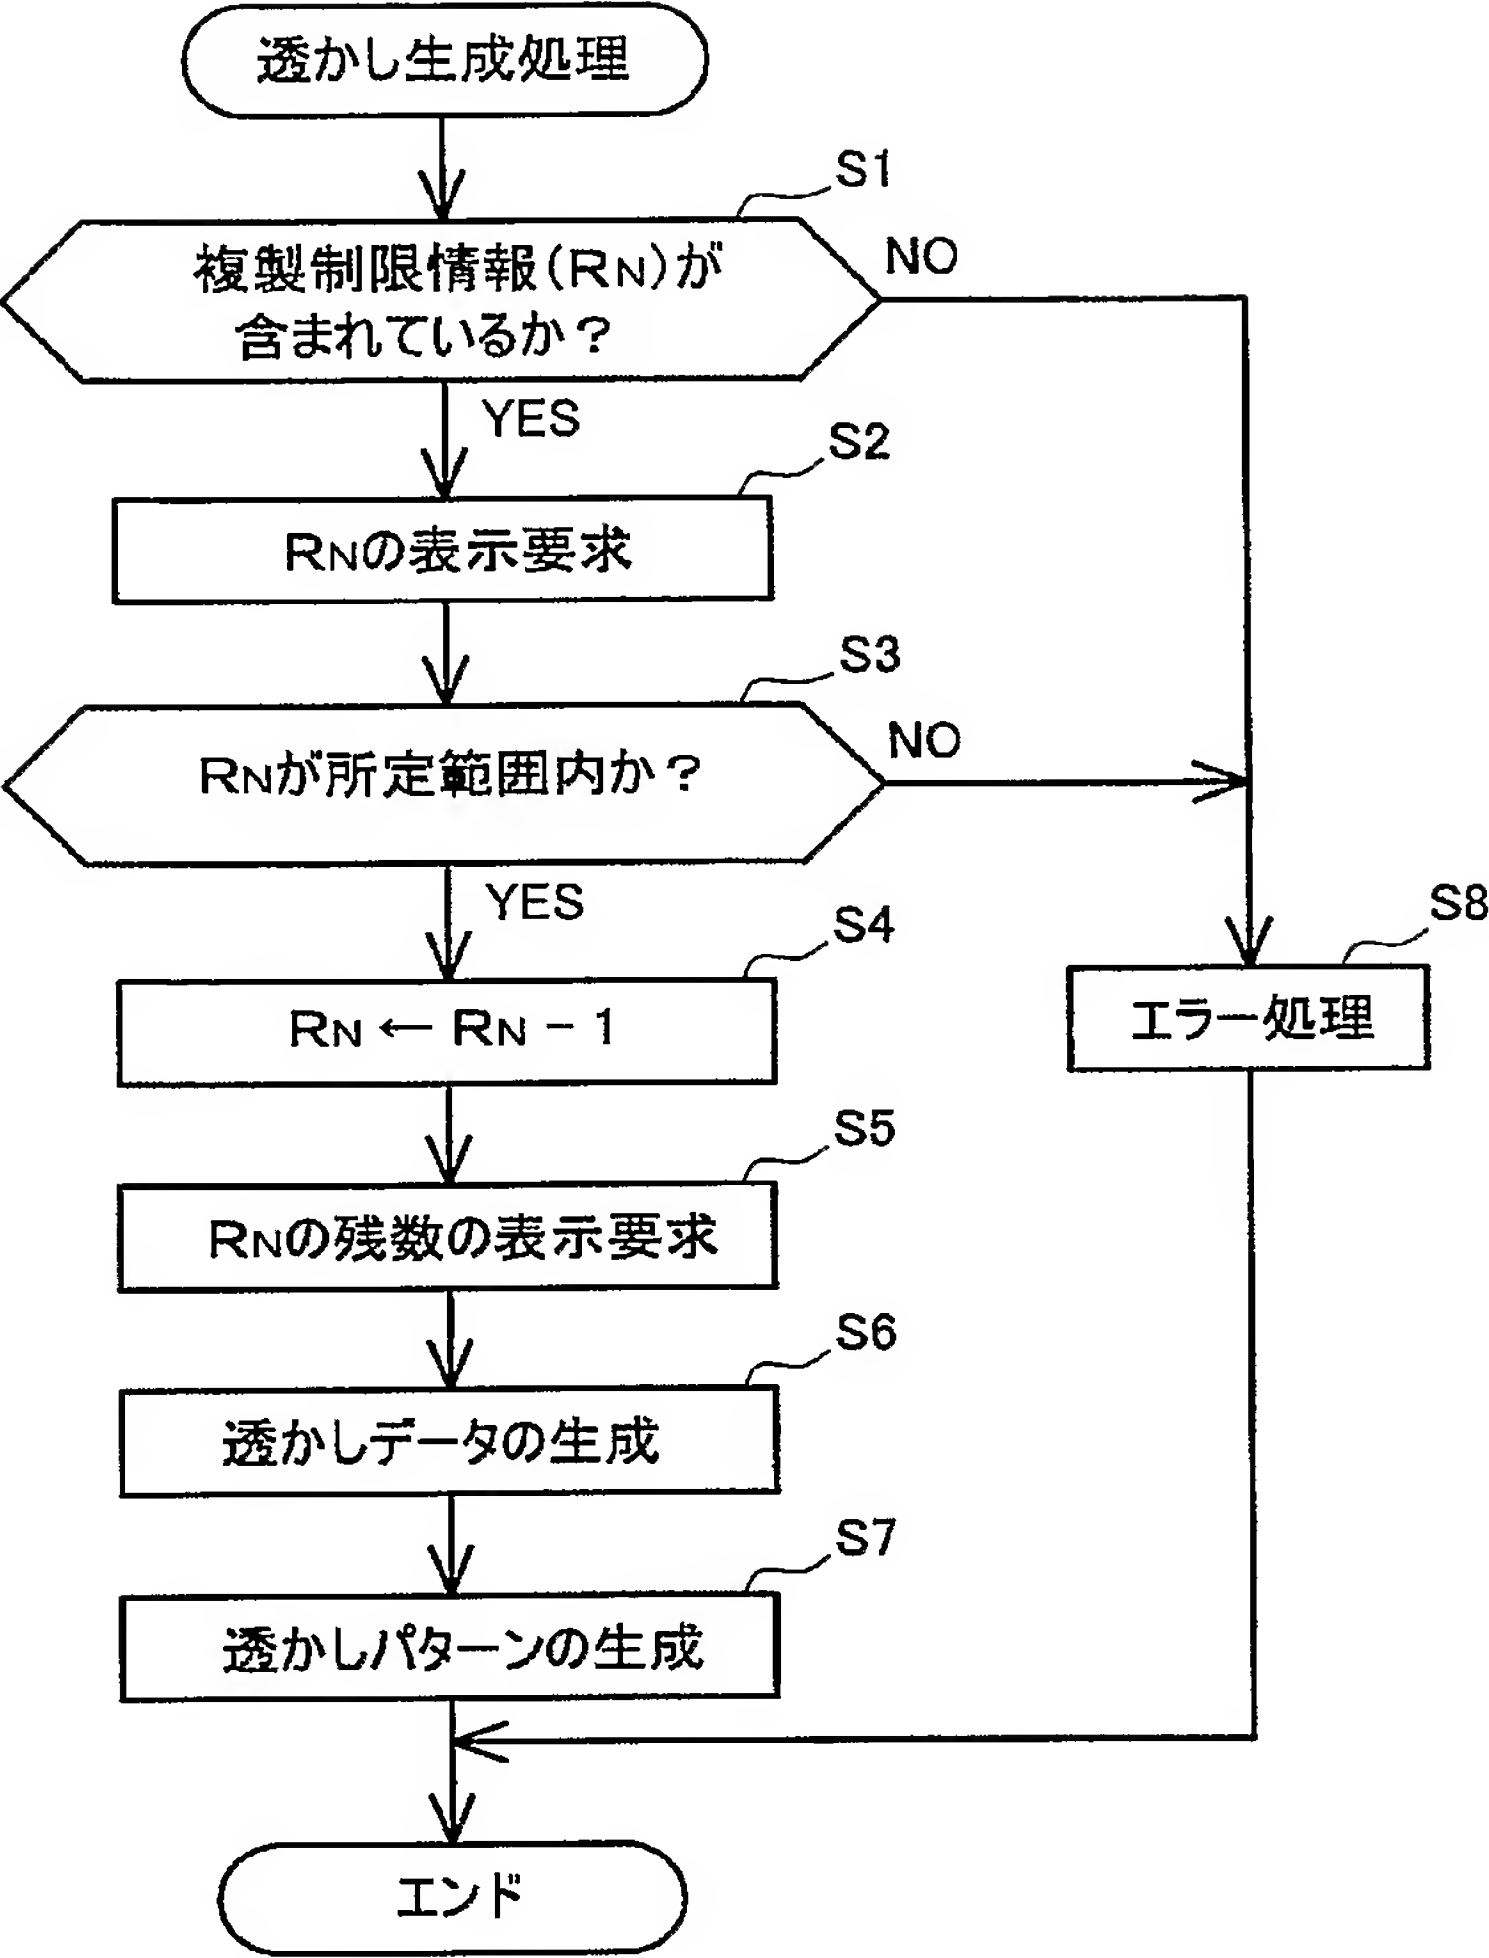 透かし生成処理
S1
複製制限情報(RN)が
含まれているか?
NO
YES
S2
RNの表示要求
S3
RNが所定範囲内か?
NO
YES
S4
RN ← RN - 1
S8
エラー処理
S5
RNの残数の表示要求
S6
透かしデータの生成
S7
透かしパターンの生成
エンド